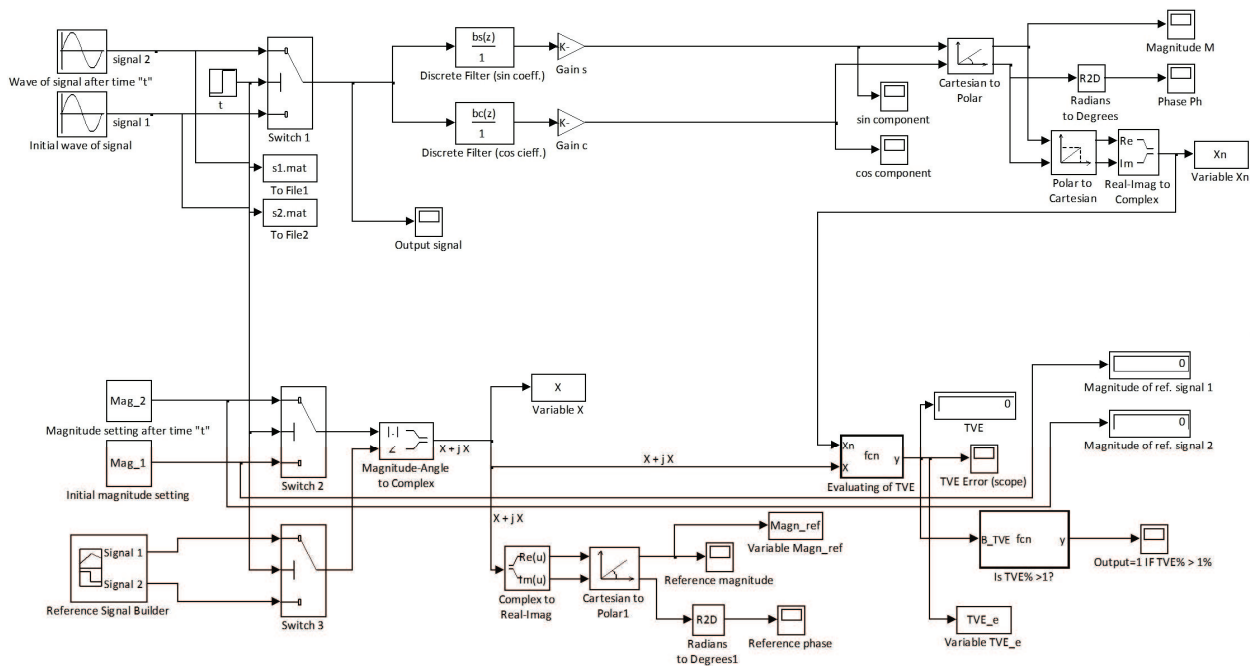 signal 2
Wave of signal after time "t"
signal 1
Initial wave of signal
t
Switch 1
s1.mat
To File1
s2.mat
To File2
Output signal
bs(z)
1
Discrete Filter (sin coeff.)
K-
Gain s
bc(z)
1
Discrete Filter (cos cieff.)
K-
Gain c
sin component
cos component
Cartesian to
Polar
Magnitude M
R2D
Radians
to Degrees
Phase Ph
Polar to
Cartesian
Re
Im
Real-Imag to
Complex
Xn
Variable Xn
Mag_2
Magnitude setting after time "t"
Mag_1
Initial magnitude setting
Switch 2
Signal 1
Signal 2
Reference Signal Builder
Switch 3
|·|
∠
Magnitude-Angle
to Complex
X + j X
X
Variable X
X + j X
X + j X
Re(u)
Im(u)
Complex to
Real-Imag
Cartesian to
Polar1
Magn_ref
Variable Magn_ref
Reference magnitude
R2D
Radians
to Degrees1
Reference phase
Xn
X
fcn
y
Evaluating of TVE
0
TVE
TVE Error (scope)
0
Magnitude of ref. signal 1
0
Magnitude of ref. signal 2
B_TVE
fcn
y
Is TVE% >1?
Output=1 IF TVE% > 1%
TVE_e
Variable TVE_e